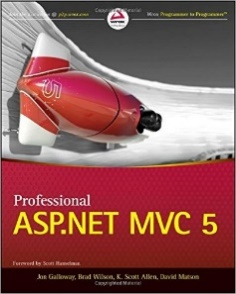 Wrox Programmer to Programmer™
5
Professional
ASP.NET MVC 5
Foreword by Scott Hanselman
Jon Galloway, Brad Wilson, K. Scott Allen, David Matson